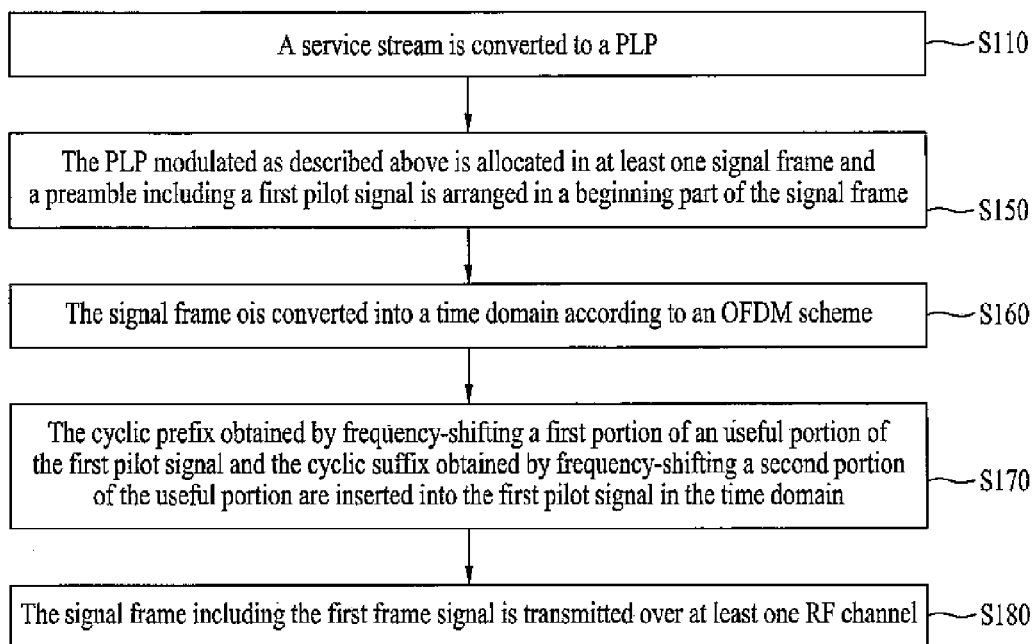 A service stream is converted to a PLP
S110
The PLP modulated as described above is allocated in at least one signal frame and
a preamble including a first pilot signal is arranged in a beginning part of the signal frame
S150
The signal frame ois converted into a time domain according to an OFDM scheme
S160
The cyclic prefix obtained by frequency-shifting a first portion of an useful portion of
the first pilot signal and the cyclic suffix obtained by frequency-shifting a second portion
of the useful portion are inserted into the first pilot signal in the time domain
S170
The signal frame including the first frame signal is transmitted over at least one RF channel
S180